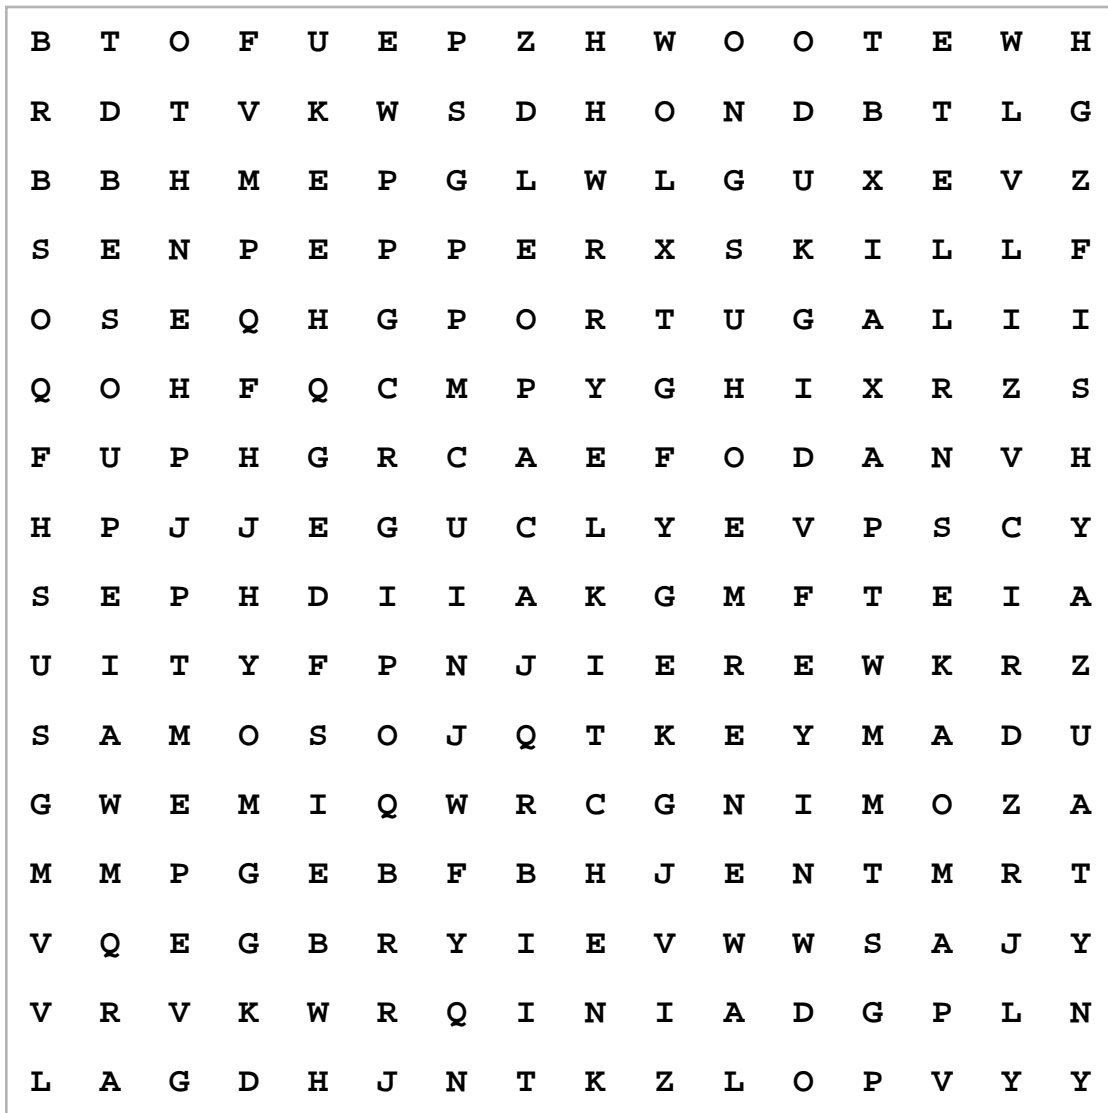 B T O F U E P Z H W O O T E W H
R D T V K W S D H O N D B T L G
B B H M E P G L W L G U X E V Z
S E N P E P P E R X S K I L L F
O S E Q H G P O R T U G A L I I
Q O H F Q C M P Y G H I X R Z S
F U P H G R C A E F O D A N V H
H P J J E G U C L Y E V P S C Y
S E P H D I I A K G M F T E I A
U I T Y F P N J I E R E W K R Z
S A M O S O J Q T K E Y M A D U
G W E M I Q W R C G N I M O Z A
M M P G E B F B H J E N T M R T
V Q E G B R Y I E V W W S A J Y
V R V K W R Q I N I A D G P L N
L A G D H J N T K Z L O P V Y Y